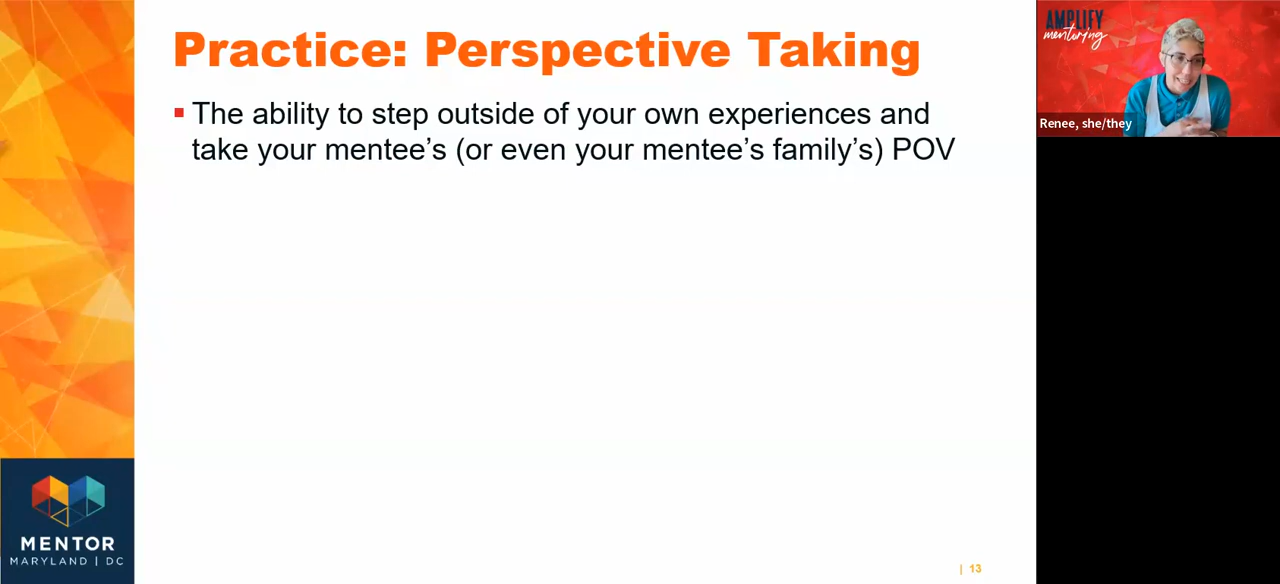 Practice: Perspective Taking
▪ The ability to step outside of your own experiences and
take your mentee’s (or even your mentee’s family’s) POV
AMPLIFY
mentoring
Renee, she/they
MENTOR
MARYLAND | DC
| 13